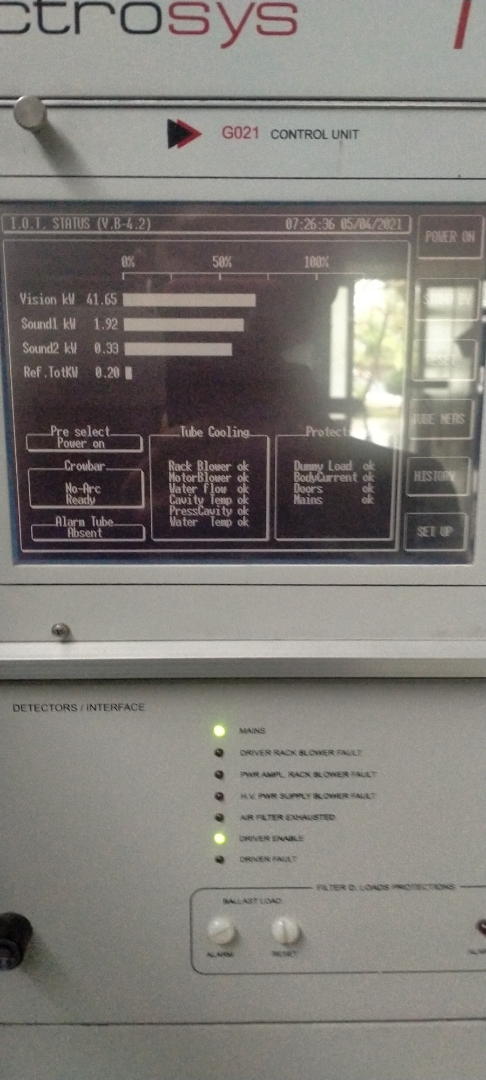 ctrosys
G021 CONTROL UNIT
I.O.T. STATUS (V.B-4.2) 07:26:36 05/04/2021
POWER ON
0% 50% 100%
Vision kW 41.65
Sound1 kW 1.92
Sound2 kW 0.33
Ref.TotKW 0.20
Pre select
Power on
Crowbar
No-Arc
Ready
Alarm Tube
Absent
Tube Cooling
Rack Blower ok
MotorBlower ok
Water flow ok
Cavity Temp ok
PressCavity ok
Water Temp ok
Protect
Dummy Load ok
BodyCurrent ok
Doors ok
Mains ok
HISTORY
SET UP
DETECTORS / INTERFACE
MAINS
DRIVER RACK BLOWER FAULT
PWR AMPL. RACK BLOWER FAULT
H.V. PWR SUPPLY BLOWER FAULT
AIR FILTER EXHAUSTED
DRIVER ENABLE
DRIVER FAULT
FILTER D. LOADS PROTECTIONS
BALLAST LOAD
ALARM RESET